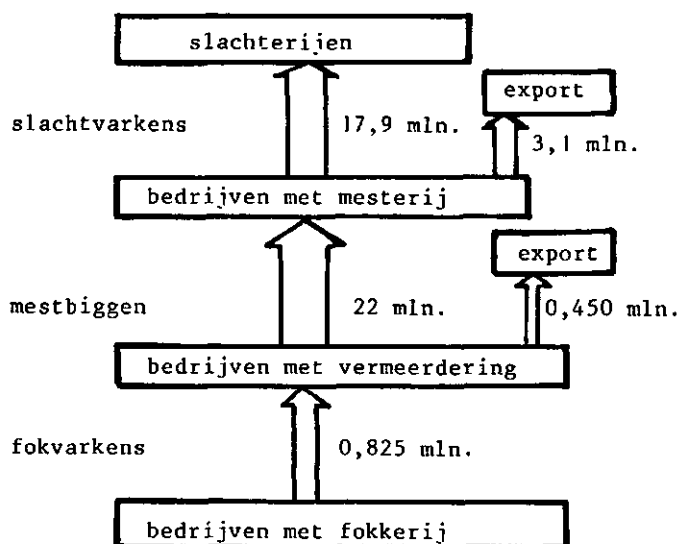 slachterijen
export
slachtvarkens 17,9 mln. 3,1 mln.
bedrijven met mesterij
export
mestbiggen 22 mln. 0,450 mln.
bedrijven met vermeerdering
fokvarkens 0,825 mln.
bedrijven met fokkerij